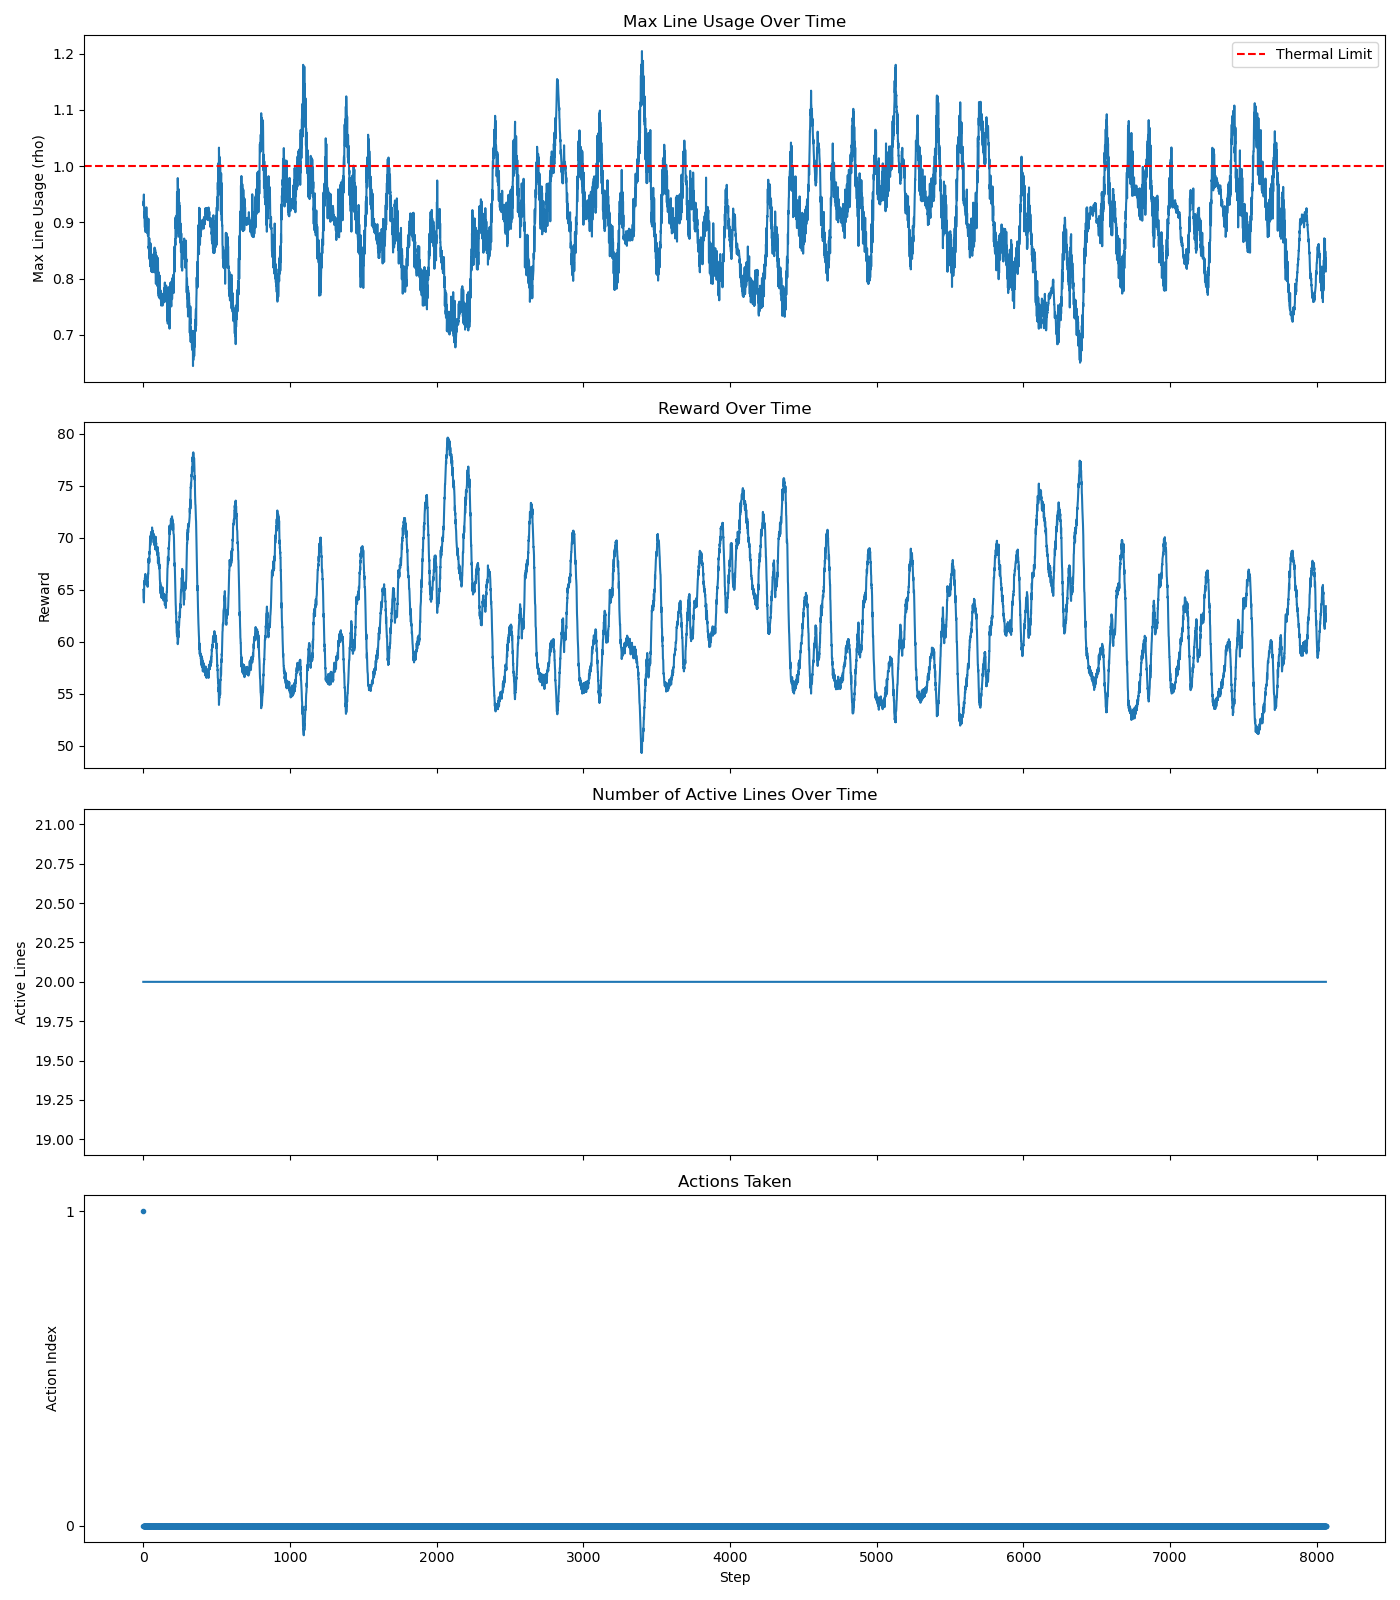 Max Line Usage Over Time
Max Line Usage (rho)
1.2
1.1
1.0
0.9
0.8
0.7
Thermal Limit
Reward Over Time
Reward
80
75
70
65
60
55
50
Number of Active Lines Over Time
Active Lines
21.00
20.75
20.50
20.25
20.00
19.75
19.50
19.25
19.00
Actions Taken
Action Index
1
0
0 1000 2000 3000 4000 5000 6000 7000 8000
Step